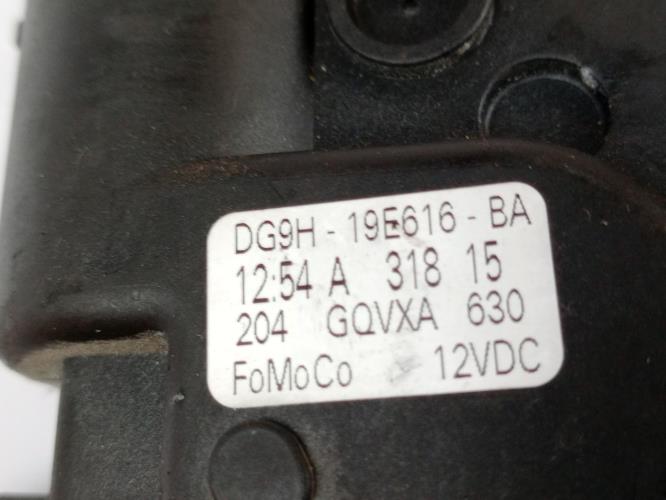 DG9H - 19E616 - BA
12:54 A 318 15
204 GQVXA 630
FoMoCo 12VDC